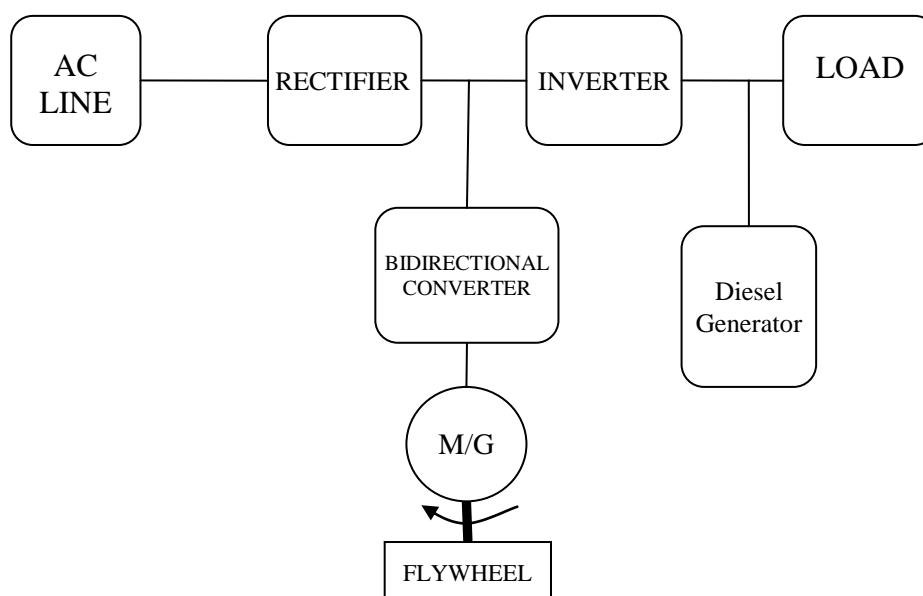 AC
LINE
RECTIFIER
INVERTER
LOAD
BIDIRECTIONAL
CONVERTER
Diesel
Generator
M/G
FLYWHEEL